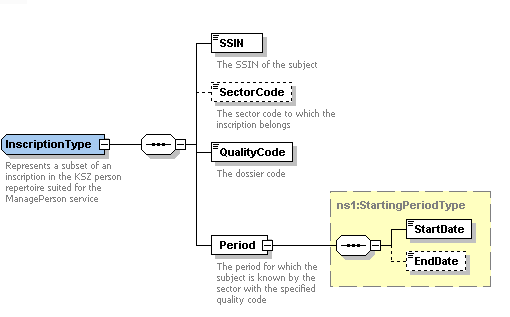 SSIN
The SSIN of the subject
SectorCode
The sector code to which the
inscription belongs
InscriptionType
Represents a subset of an
inscription in the KSZ person
repertoire suited for the
ManagePerson service
QualityCode
The dossier code
ns1:StartingPeriodType
StartDate
Period
EndDate
The period for which the
subject is known by the
sector with the specified
quality code